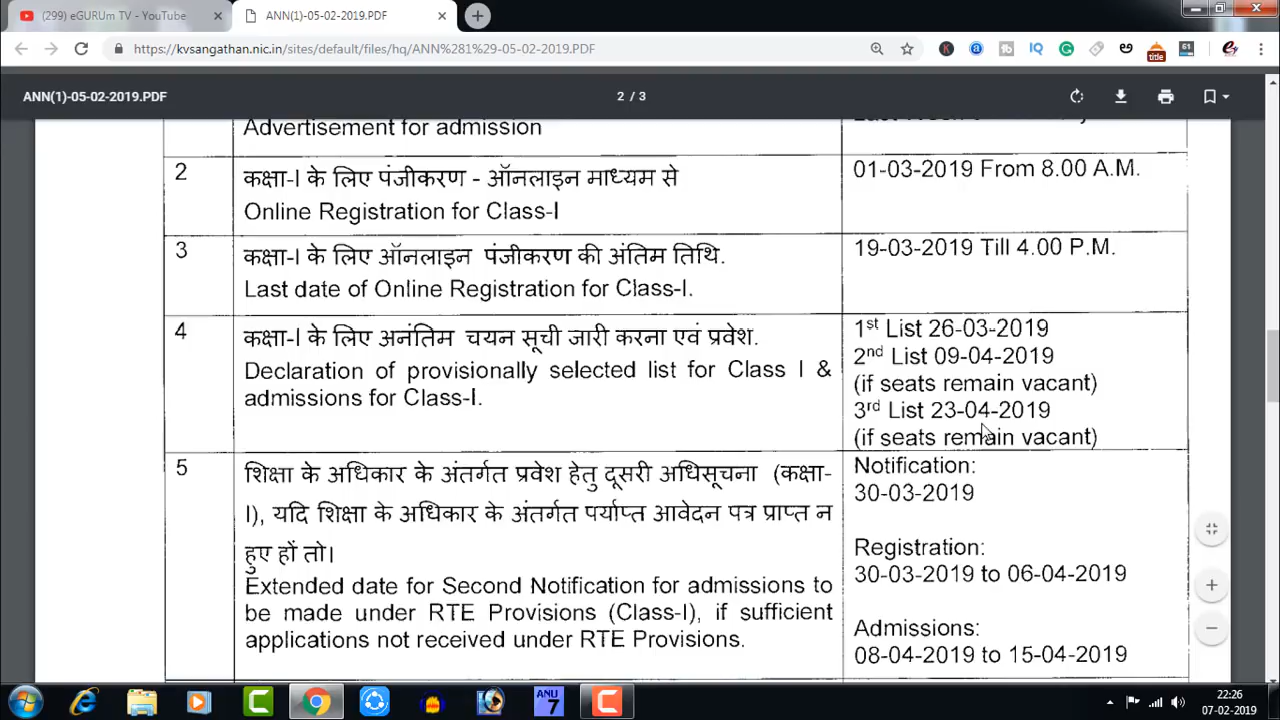 (299) eGURUm TV - YouTube
ANN(1)-05-02-2019.PDF
https://kvsangathan.nic.in/sites/default/files/hq/ANN%281%29-05-02-2019.PDF
ANN(1)-05-02-2019.PDF
2 / 3
Advertisement for admission
2
कक्षा-I के लिए पंजीकरण - ऑनलाइन माध्यम से
Online Registration for Class-I
01-03-2019 From 8.00 A.M.
3
कक्षा-I के लिए ऑनलाइन पंजीकरण की अंतिम तिथि.
Last date of Online Registration for Class-I.
19-03-2019 Till 4.00 P.M.
4
कक्षा-I के लिए अनंतिम चयन सूची जारी करना एवं प्रवेश.
Declaration of provisionally selected list for Class I &
admissions for Class-I.
1st List 26-03-2019
2nd List 09-04-2019
(if seats remain vacant)
3rd List 23-04-2019
(if seats remain vacant)
5
शिक्षा के अधिकार के अंतर्गत प्रवेश हेतु दूसरी अधिसूचना (कक्षा-
I), यदि शिक्षा के अधिकार के अंतर्गत पर्याप्त आवेदन पत्र प्राप्त न
हुए हों तो।
Extended date for Second Notification for admissions to
be made under RTE Provisions (Class-I), if sufficient
applications not received under RTE Provisions.
Notification:
30-03-2019
Registration:
30-03-2019 to 06-04-2019
Admissions:
08-04-2019 to 15-04-2019
ANU
7
22:26
07-02-2019